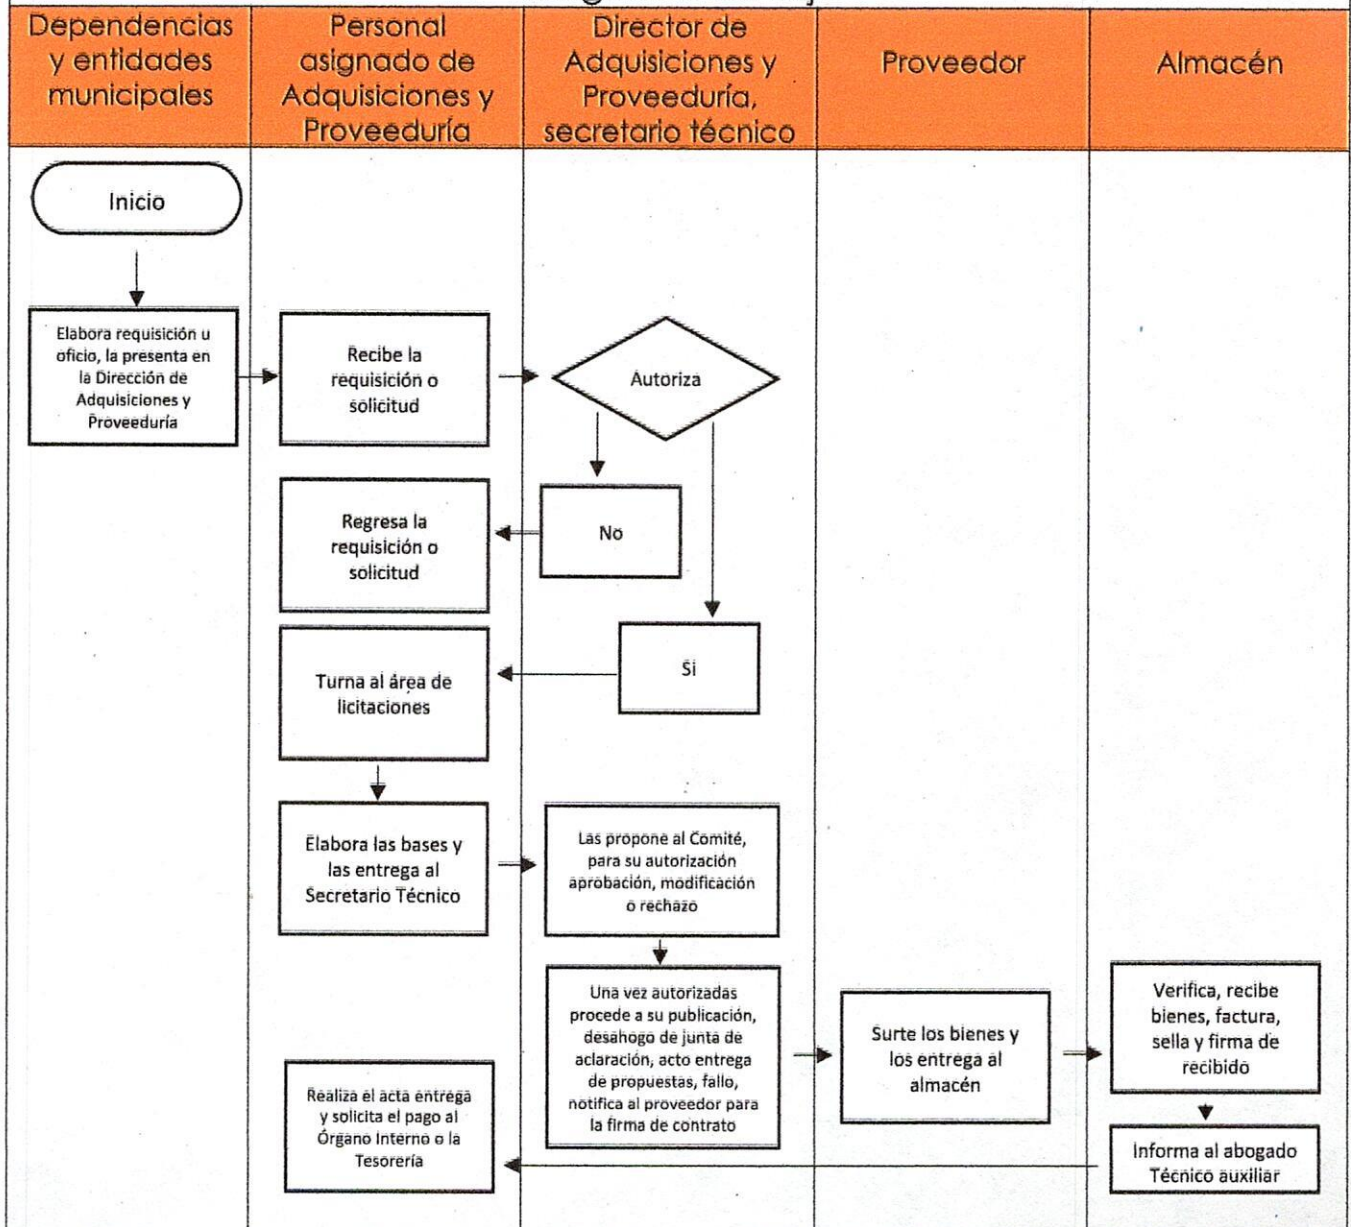 Dependencias
y entidades
municipales
Personal
asignado de
Adquisiciones y
Proveeduría
Director de
Adquisiciones y
Proveeduría,
secretario técnico
Proveedor
Almacén
Inicio
Elabora requisición u
oficio, la presenta en
la Dirección de
Adquisiciones y
Proveeduría
Recibe la
requisición o
solicitud
Autoriza
Regresa la
requisición o
solicitud
No
Turna al área de
licitaciones
Si
Elabora las bases y
las entrega al
Secretario Técnico
Las propone al Comité,
para su autorización
aprobación, modificación
o rechazo
Una vez autorizadas
procede a su publicación,
desahogo de junta de
aclaración, acto entrega
de propuestas, fallo,
notifica al proveedor para
la firma de contrato
Surte los bienes y
los entrega al
almacén
Verifica, recibe
bienes, factura,
sella y firma de
recibido
Informa al abogado
Técnico auxiliar
Realiza el acta entrega
y solicita el pago al
Órgano Interno o la
Tesorería